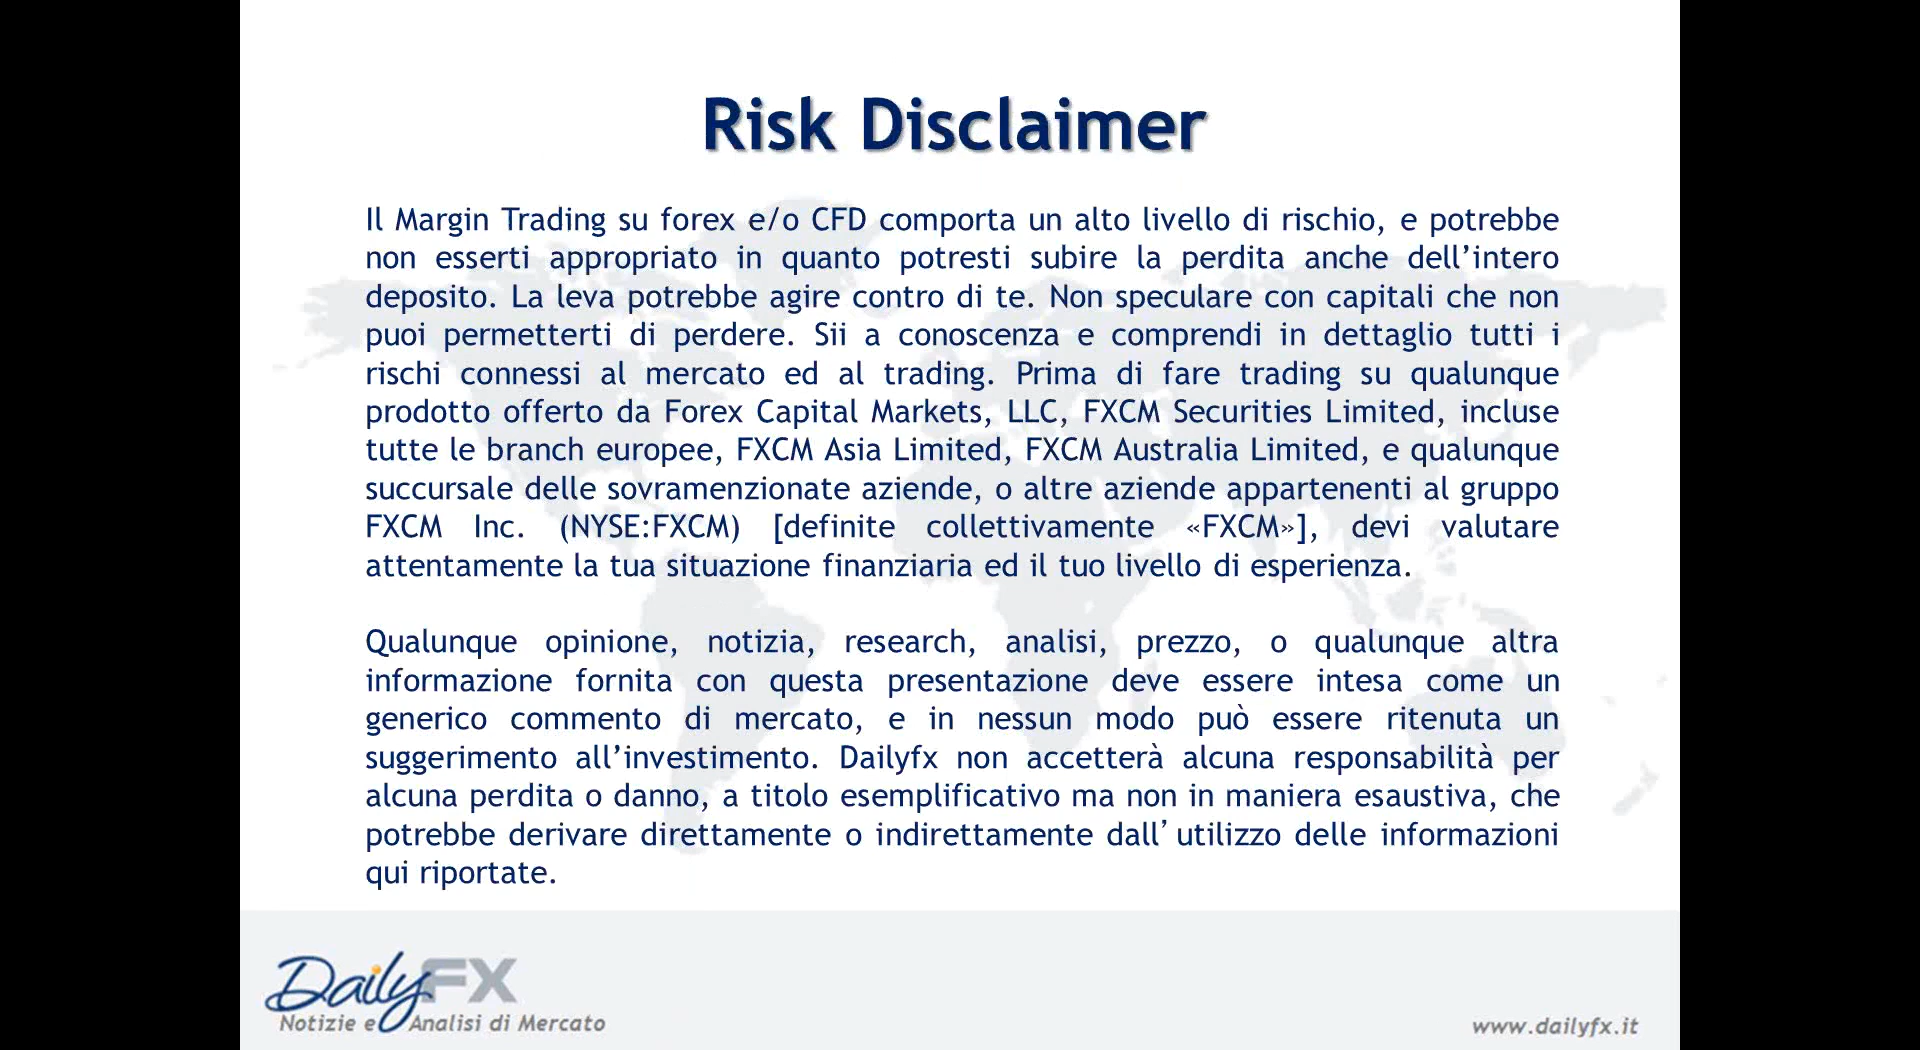 Risk Disclaimer
Il Margin Trading su forex e/o CFD comporta un alto livello di rischio, e potrebbe
non esserti appropriato in quanto potresti subire la perdita anche dell’intero
deposito. La leva potrebbe agire contro di te. Non speculare con capitali che non
puoi permetterti di perdere. Sii a conoscenza e comprendi in dettaglio tutti i
rischi connessi al mercato ed al trading. Prima di fare trading su qualunque
prodotto offerto da Forex Capital Markets, LLC, FXCM Securities Limited, incluse
tutte le branch europee, FXCM Asia Limited, FXCM Australia Limited, e qualunque
succursale delle sovramenzionate aziende, o altre aziende appartenenti al gruppo
FXCM Inc. (NYSE:FXCM) [definite collettivamente «FXCM»], devi valutare
attentamente la tua situazione finanziaria ed il tuo livello di esperienza.
Qualunque opinione, notizia, research, analisi, prezzo, o qualunque altra
informazione fornita con questa presentazione deve essere intesa come un
generico commento di mercato, e in nessun modo può essere ritenuta un
suggerimento all’investimento. Dailyfx non accetterà alcuna responsabilità per
alcuna perdita o danno, a titolo esemplificativo ma non in maniera esaustiva, che
potrebbe derivare direttamente o indirettamente dall’utilizzo delle informazioni
qui riportate.
DailyFX
Notizie e Analisi di Mercato
www.dailyfx.it